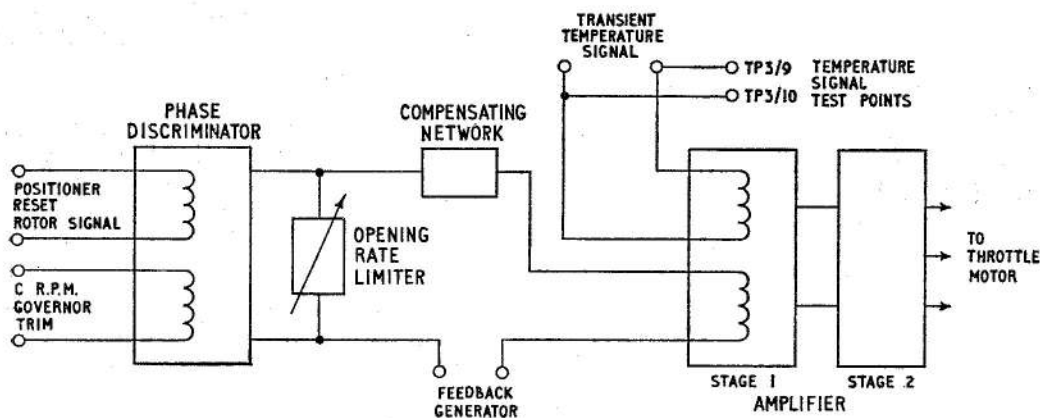 TRANSIENT
TEMPERATURE
SIGNAL
TP3/9
TP3/10
TEMPERATURE
SIGNAL
TEST POINTS
PHASE
DISCRIMINATOR
COMPENSATING
NETWORK
POSITIONER
RESET
ROTOR SIGNAL
OPENING
RATE
LIMITER
C R.P.M.
GOVERNOR
TRIM
TO
THROTTLE
MOTOR
FEEDBACK
GENERATOR
STAGE 1
STAGE 2
AMPLIFIER